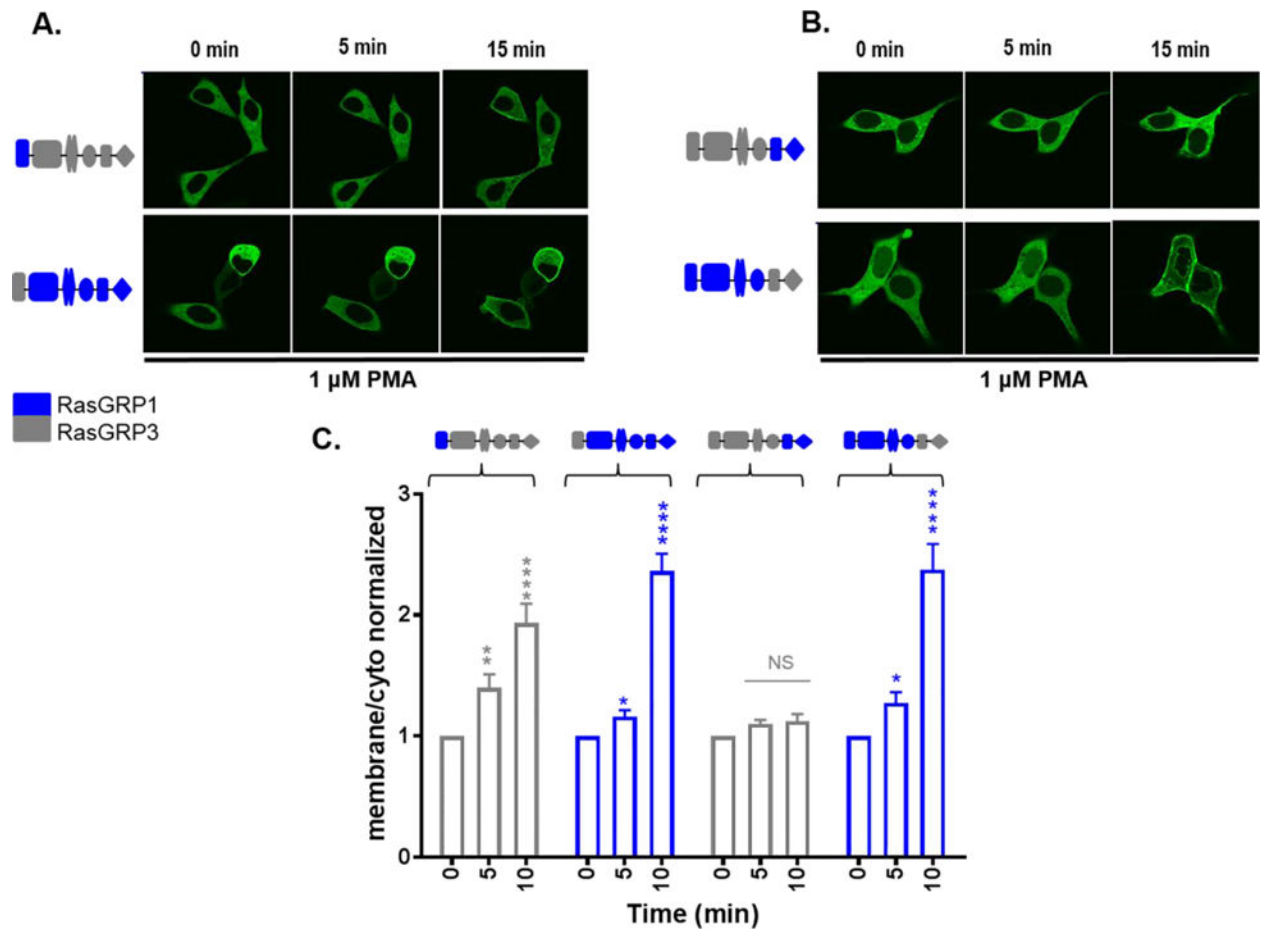 A.
0 min 5 min 15 min
1 µM PMA
B.
0 min 5 min 15 min
1 µM PMA
RasGRP1
RasGRP3
C.
membrane/cyto normalized
3
2
1
0
** **** * **** NS * ****
0 5 10 0 5 10 0 5 10 0 5 10
Time (min)